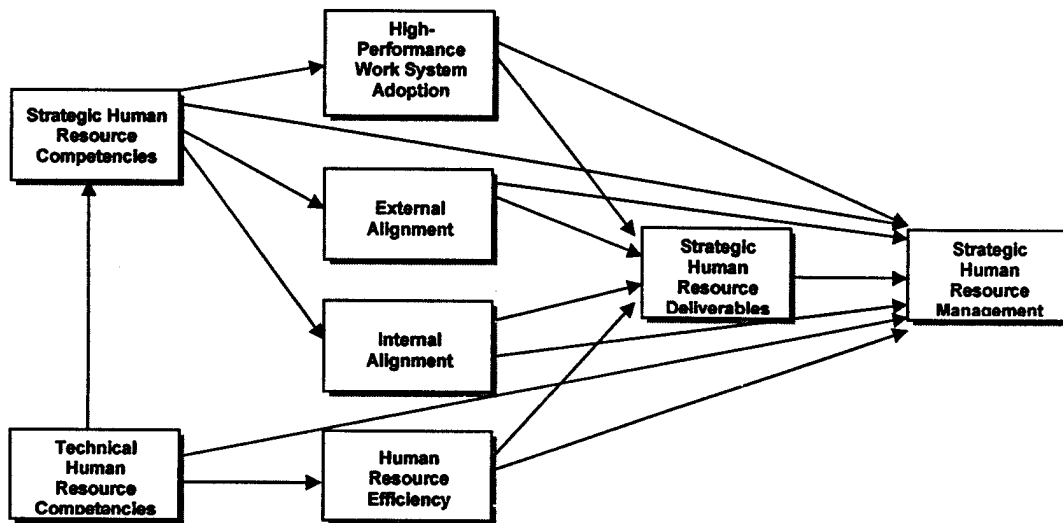 High-
Performance
Work System
Adoption
Strategic Human
Resource
Competencies
External
Alignment
Strategic
Human
Resource
Deliverables
Strategic
Human
Resource
Management
Internal
Alignment
Technical
Human
Resource
Competencies
Human
Resource
Efficiency